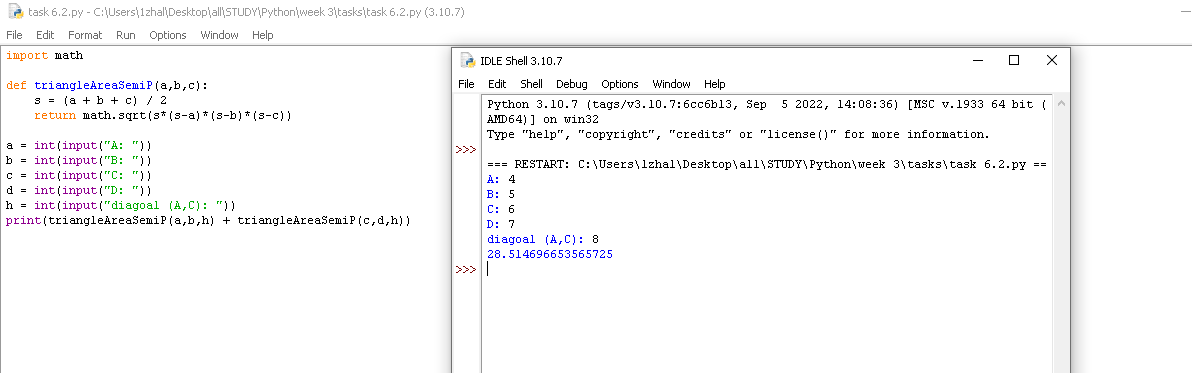 task 6.2.py - C:\Users\1zhal\Desktop\all\STUDY\Python\week 3\tasks\task 6.2.py (3.10.7)
File Edit Format Run Options Window Help
import math
def triangleAreaSemiP(a,b,c):
s = (a + b + c) / 2
return math.sqrt(s*(s-a)*(s-b)*(s-c))
a = int(input("A: "))
b = int(input("B: "))
c = int(input("C: "))
d = int(input("D: "))
h = int(input("diagoal (A,C): "))
print(triangleAreaSemiP(a,b,h) + triangleAreaSemiP(c,d,h))
IDLE Shell 3.10.7
File Edit Shell Debug Options Window Help
Python 3.10.7 (tags/v3.10.7:6cc6b13, Sep  5 2022, 14:08:36) [MSC v.1933 64 bit (
AMD64)] on win32
Type "help", "copyright", "credits" or "license()" for more information.
>>>
=== RESTART: C:\Users\1zhal\Desktop\all\STUDY\Python\week 3\tasks\task 6.2.py ==
A: 4
B: 5
C: 6
D: 7
diagoal (A,C): 8
28.514696653565725
>>>